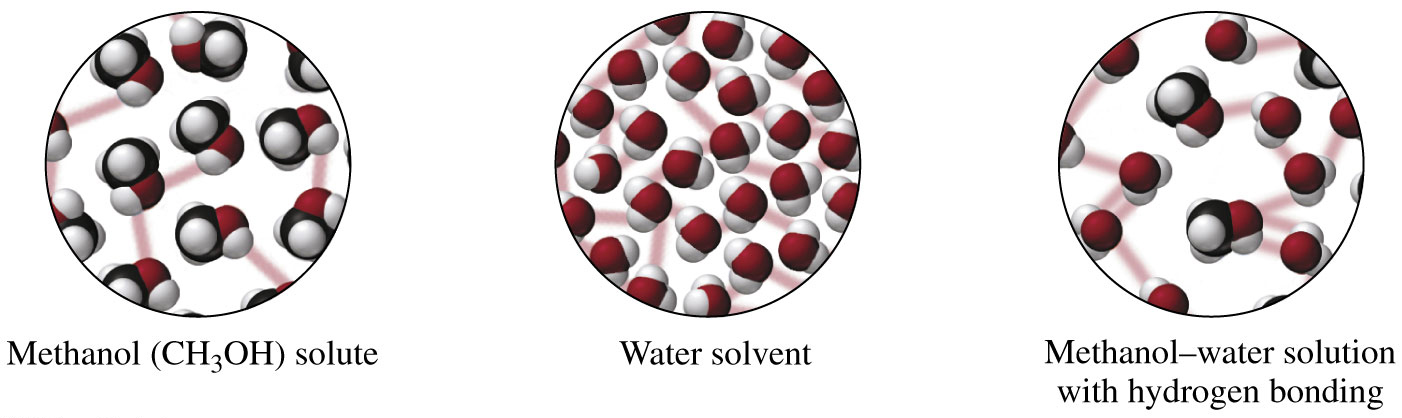 Methanol (CH₃OH) solute
Water solvent
Methanol–water solution
with hydrogen bonding